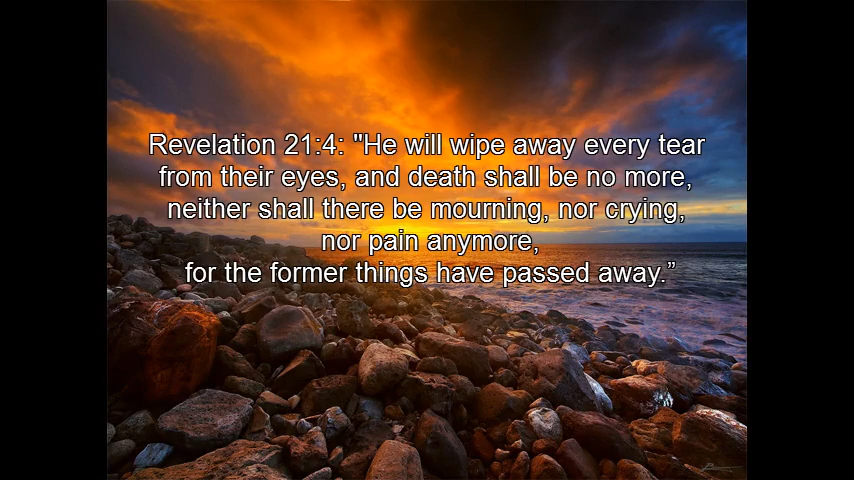 Revelation 21:4: "He will wipe away every tear
from their eyes, and death shall be no more,
neither shall there be mourning, nor crying,
nor pain anymore,
for the former things have passed away.”